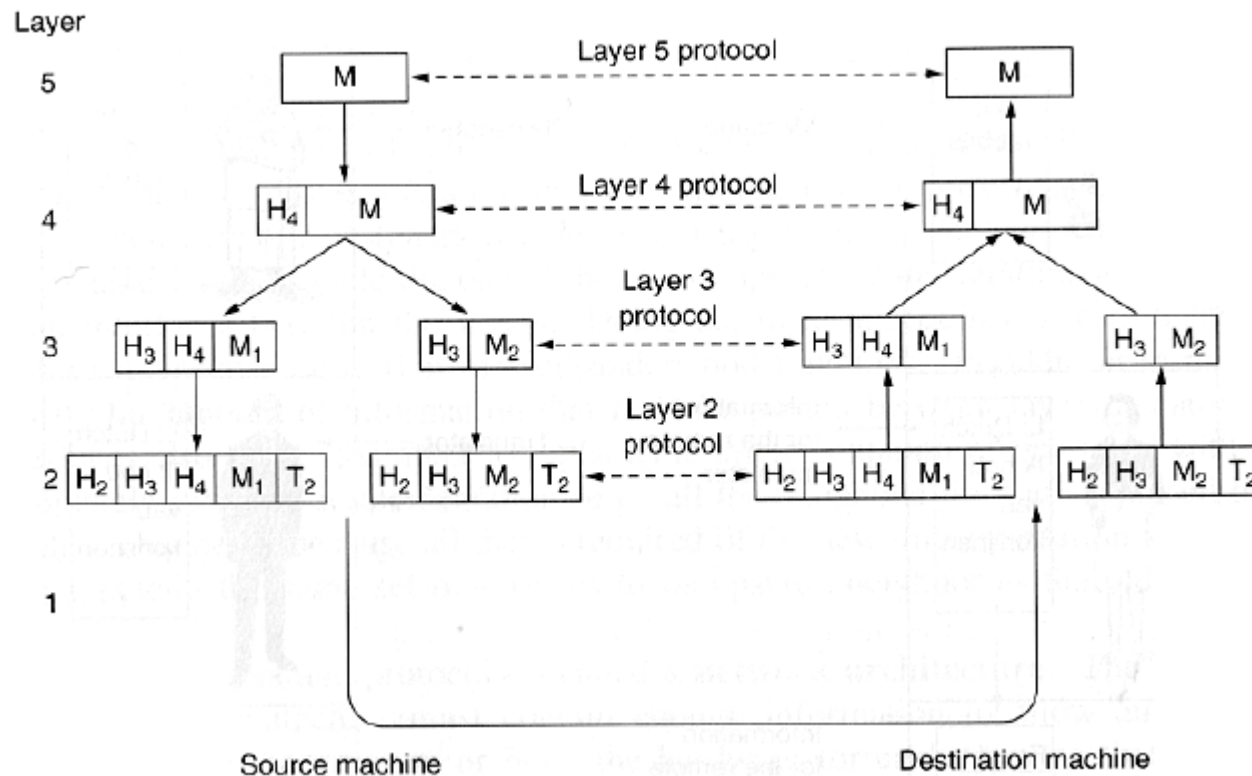 Layer
5 M Layer 5 protocol M
4 H4 M Layer 4 protocol H4 M
Layer 3
protocol
3 H3 H4 M1 H3 M2 H3 H4 M1 H3 M2
Layer 2
protocol
2 H2 H3 H4 M1 T2 H2 H3 M2 T2 H2 H3 H4 M1 T2 H2 H3 M2 T2
1
Source machine Destination machine